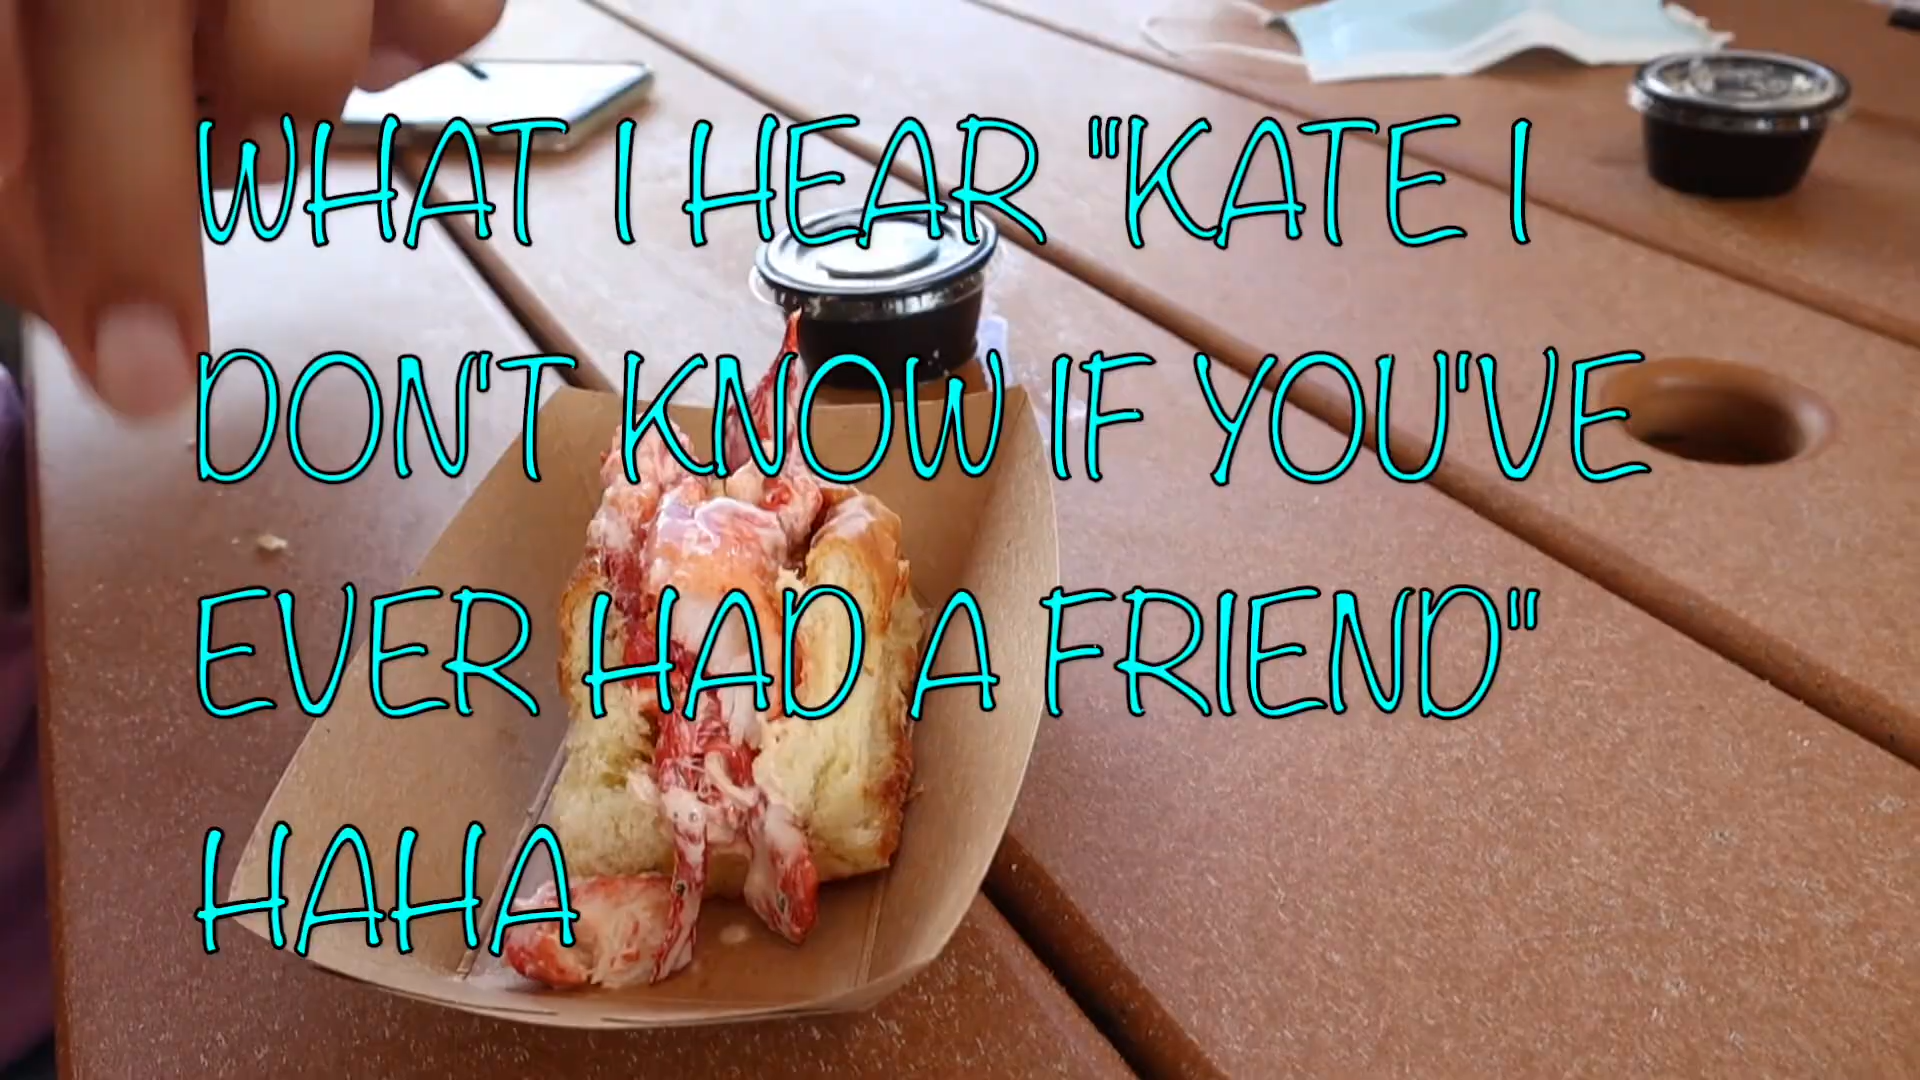 WHAT I HEAR "KATE I
DON'T KNOW IF YOU'VE
EVER HAD A FRIEND"
HAHA